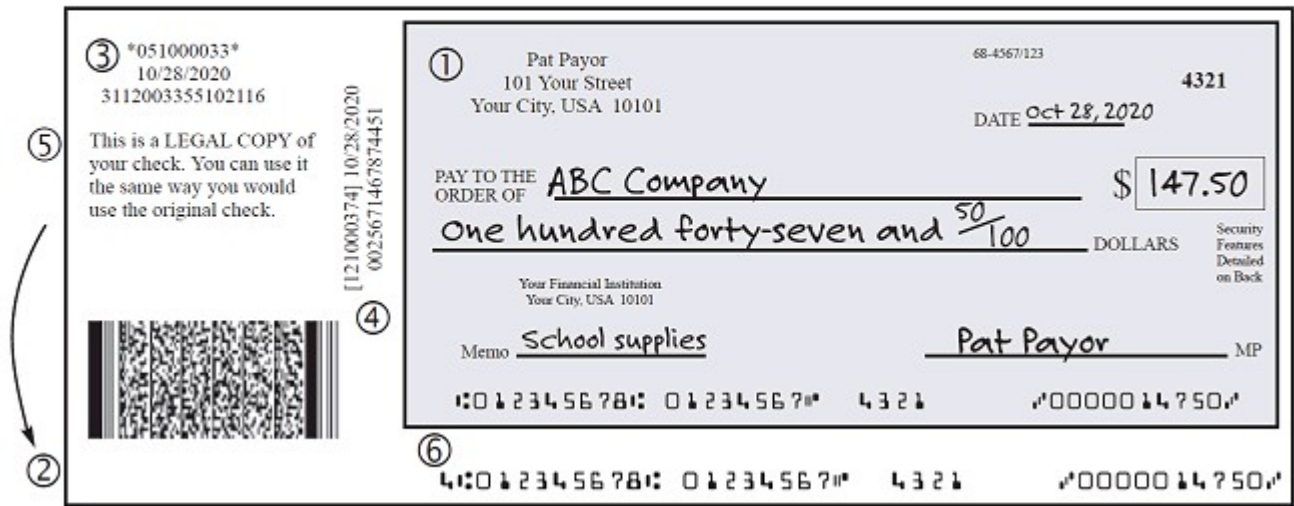 ③ *051000033*
10/28/2020
3112003355102116
⑤ This is a LEGAL COPY of
your check. You can use it
the same way you would
use the original check.
②
[121000374] 10/28/2020
0025671467874451
④
① Pat Payor
101 Your Street
Your City, USA 10101
68-4567/123
4321
DATE Oct 28, 2020
PAY TO THE
ORDER OF ABC Company $ 147.50
One hundred forty-seven and 50/100 DOLLARS
Security
Features
Detailed
on Back
Your Financial Institution
Your City, USA 10101
Memo School supplies Pat Payor MP
⑆012345678⑆ 01234567⑈ 4321 ⑇0000014750⑇
⑥
4⑆012345678⑆ 01234567⑈ 4321 ⑇0000014750⑇